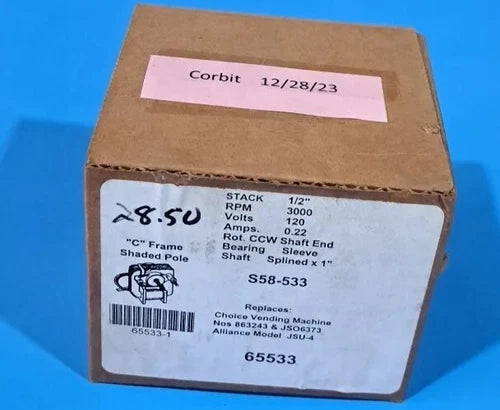 Corbit 12/28/23
28.50
STACK 1/2"
RPM 3000
Volts 120
Amps. 0.22
Rot. CCW Shaft End
Bearing Sleeve
Shaft Splined x 1"
"C" Frame
Shaded Pole
S58-533
65533-1
Replaces:
Choice Vending Machine
Nos 863243 & JSO6373
Alliance Model JSU-4
65533